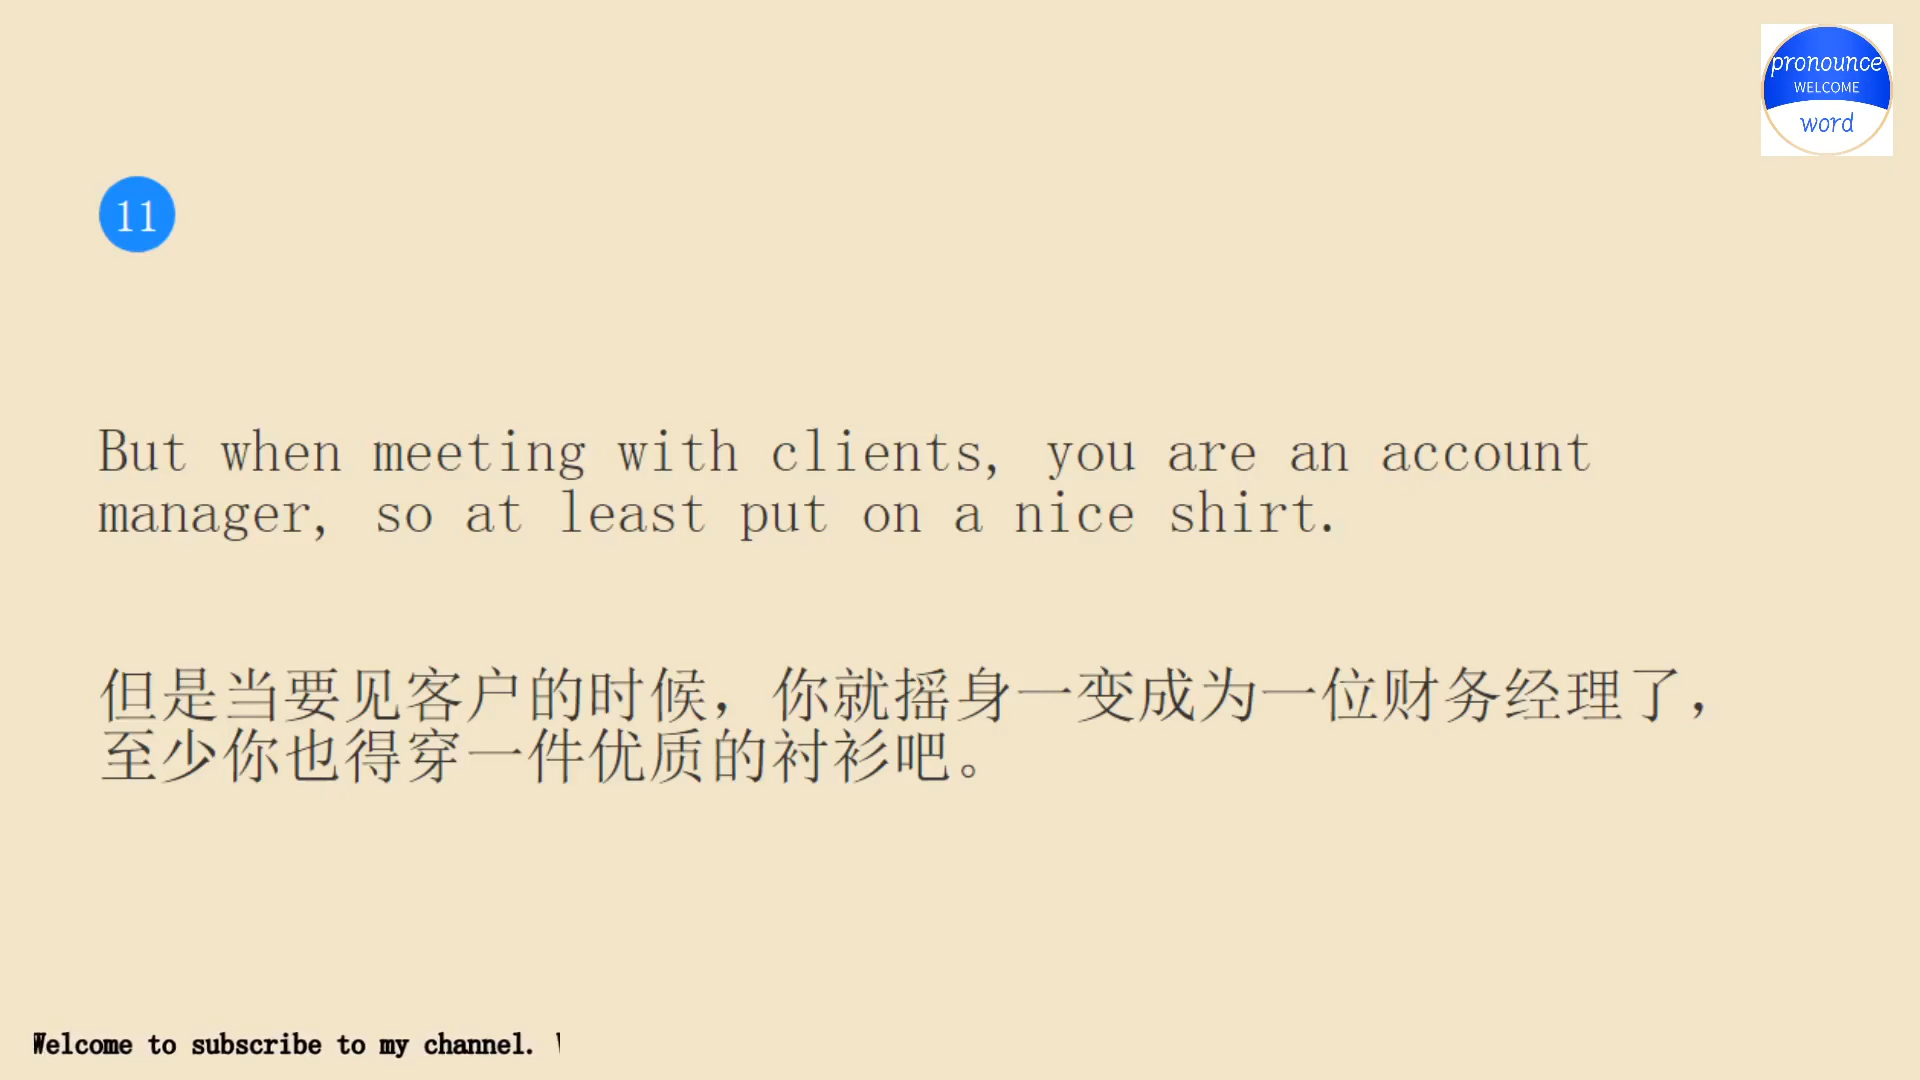 pronounce
WELCOME
word
11
But when meeting with clients, you are an account
manager, so at least put on a nice shirt.
但是当要见客户的时候，你就摇身一变成为一位财务经理了，
至少你也得穿一件优质的衬衫吧。
Welcome to subscribe to my channel.